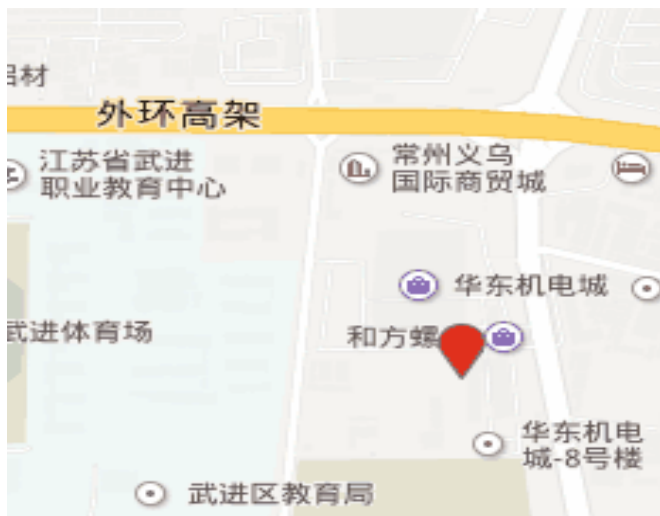 铝材
外环高架
江苏省武进
职业教育中心
常州义乌
国际商贸城
华东机电城
武进体育场
和方螺
华东机电
城-8号楼
武进区教育局